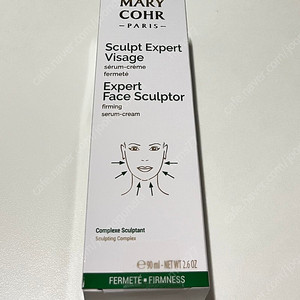 MARY
COHR
— PARIS —
Sculpt Expert
Visage
sérum-crème
fermeté
Expert
Face Sculptor
firming
serum-cream
Complexe Sculptant
Sculpting Complex
℮ 90 ml - NET WT. 2.6 OZ.
FERMETÉ • FIRMNESS